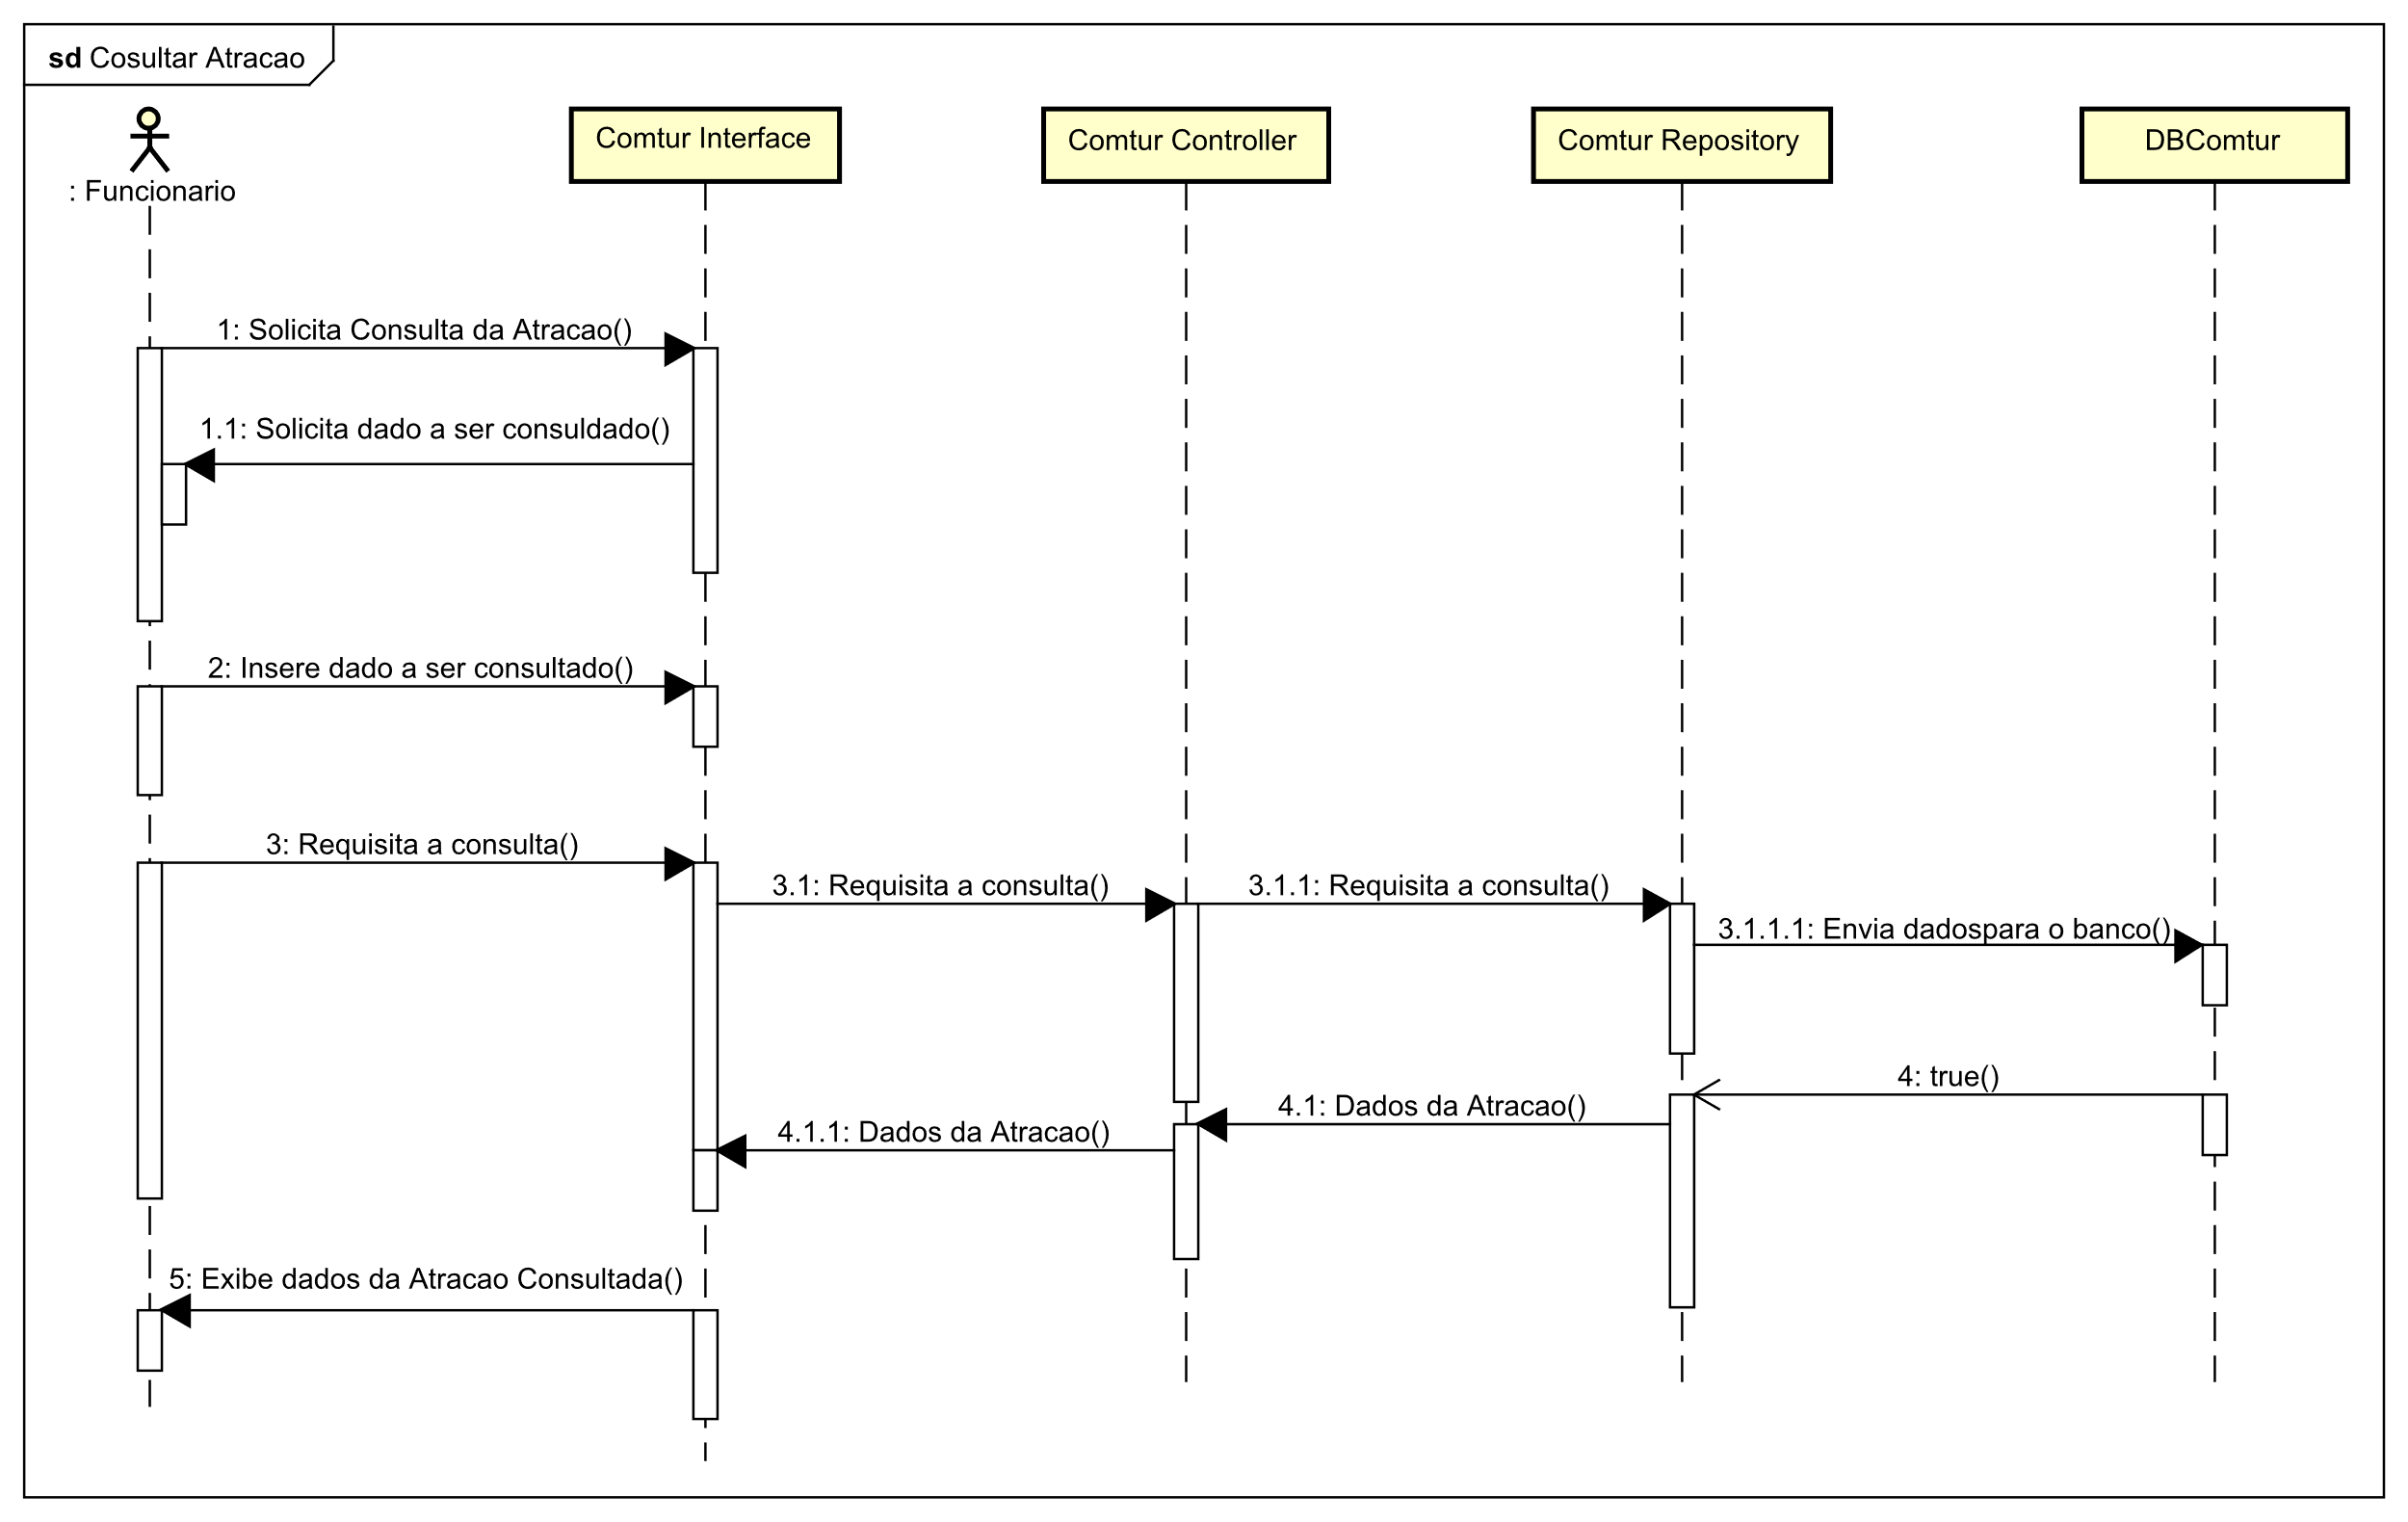 sd Cosultar Atracao
: Funcionario
Comtur Interface
Comtur Controller
Comtur Repository
DBComtur
1: Solicita Consulta da Atracao()
1.1: Solicita dado a ser consuldado()
2: Insere dado a ser consultado()
3: Requisita a consulta()
3.1: Requisita a consulta()
3.1.1: Requisita a consulta()
3.1.1.1: Envia dadospara o banco()
4: true()
4.1: Dados da Atracao()
4.1.1: Dados da Atracao()
5: Exibe dados da Atracao Consultada()